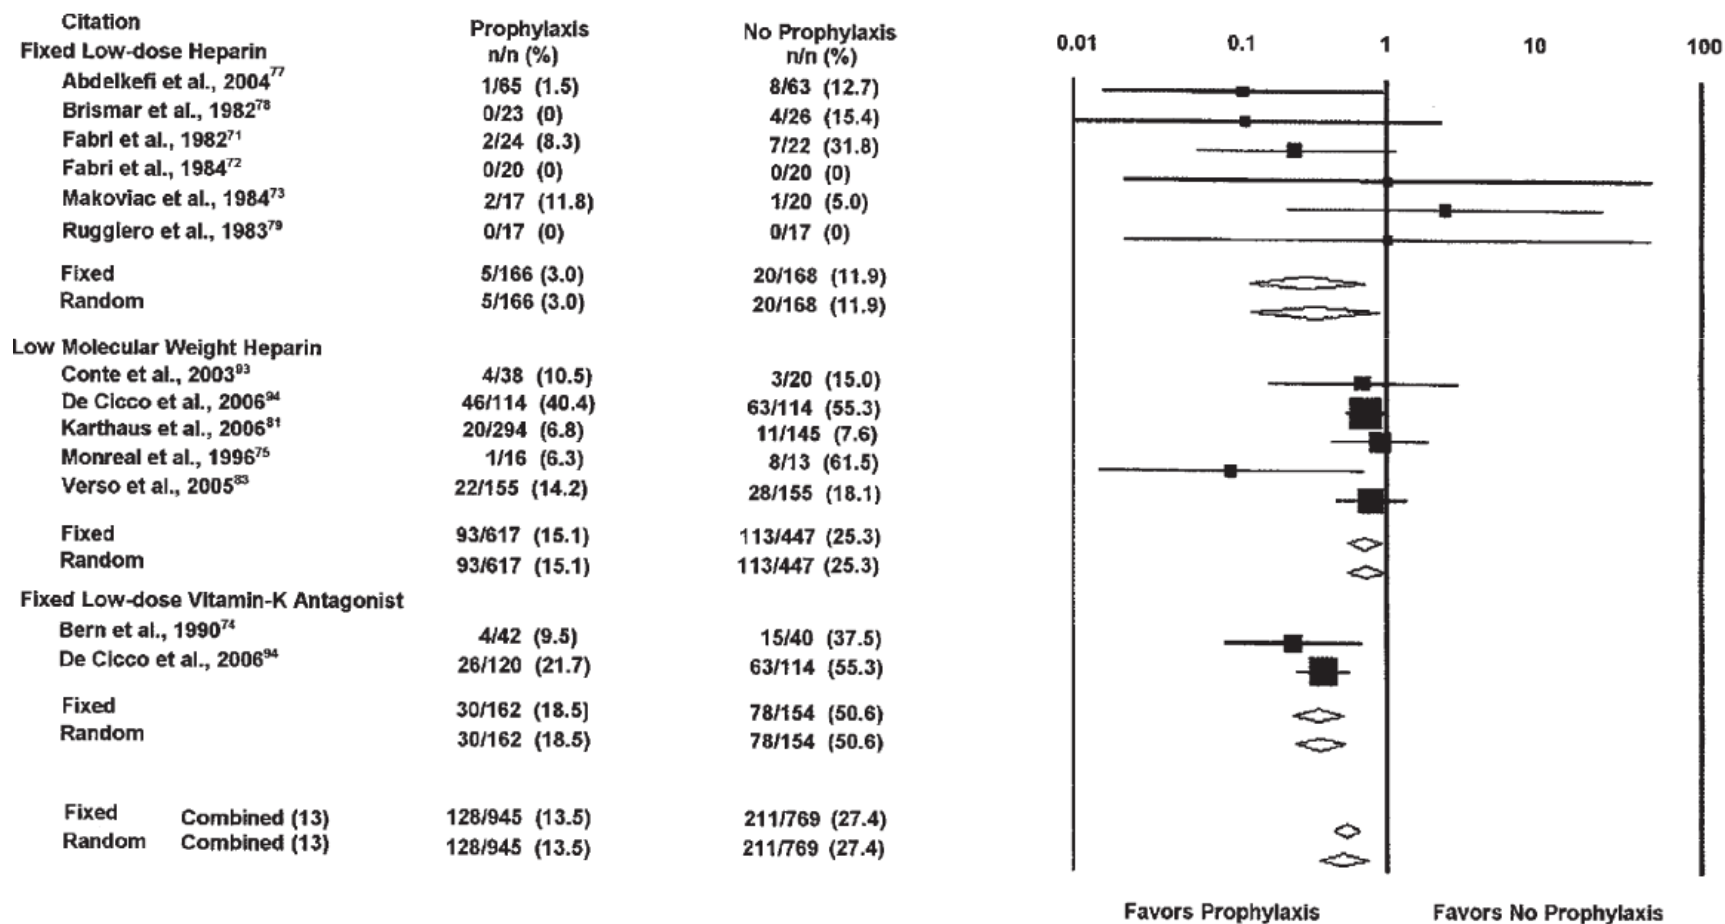 Citation Prophylaxis No Prophylaxis 0.01 0.1 1 10 100
Fixed Low-dose Heparin n/n (%) n/n (%)
Abdelkefi et al., 2004⁷⁷ 1/65 (1.5) 8/63 (12.7)
Brismar et al., 1982⁷⁸ 0/23 (0) 4/26 (15.4)
Fabri et al., 1982⁷¹ 2/24 (8.3) 7/22 (31.8)
Fabri et al., 1984⁷² 0/20 (0) 0/20 (0)
Makoviac et al., 1984⁷³ 2/17 (11.8) 1/20 (5.0)
Ruggiero et al., 1983⁷⁹ 0/17 (0) 0/17 (0)
Fixed 5/166 (3.0) 20/168 (11.9)
Random 5/166 (3.0) 20/168 (11.9)
Low Molecular Weight Heparin
Conte et al., 2003⁹³ 4/38 (10.5) 3/20 (15.0)
De Cicco et al., 2006⁹⁴ 46/114 (40.4) 63/114 (55.3)
Karthaus et al., 2006⁸¹ 20/294 (6.8) 11/145 (7.6)
Monreal et al., 1996⁷⁵ 1/16 (6.3) 8/13 (61.5)
Verso et al., 2005⁸³ 22/155 (14.2) 28/155 (18.1)
Fixed 93/617 (15.1) 113/447 (25.3)
Random 93/617 (15.1) 113/447 (25.3)
Fixed Low-dose Vitamin-K Antagonist
Bern et al., 1990⁷⁴ 4/42 (9.5) 15/40 (37.5)
De Cicco et al., 2006⁹⁴ 26/120 (21.7) 63/114 (55.3)
Fixed 30/162 (18.5) 78/154 (50.6)
Random 30/162 (18.5) 78/154 (50.6)
Fixed Combined (13) 128/945 (13.5) 211/769 (27.4)
Random Combined (13) 128/945 (13.5) 211/769 (27.4)
Favors Prophylaxis Favors No Prophylaxis